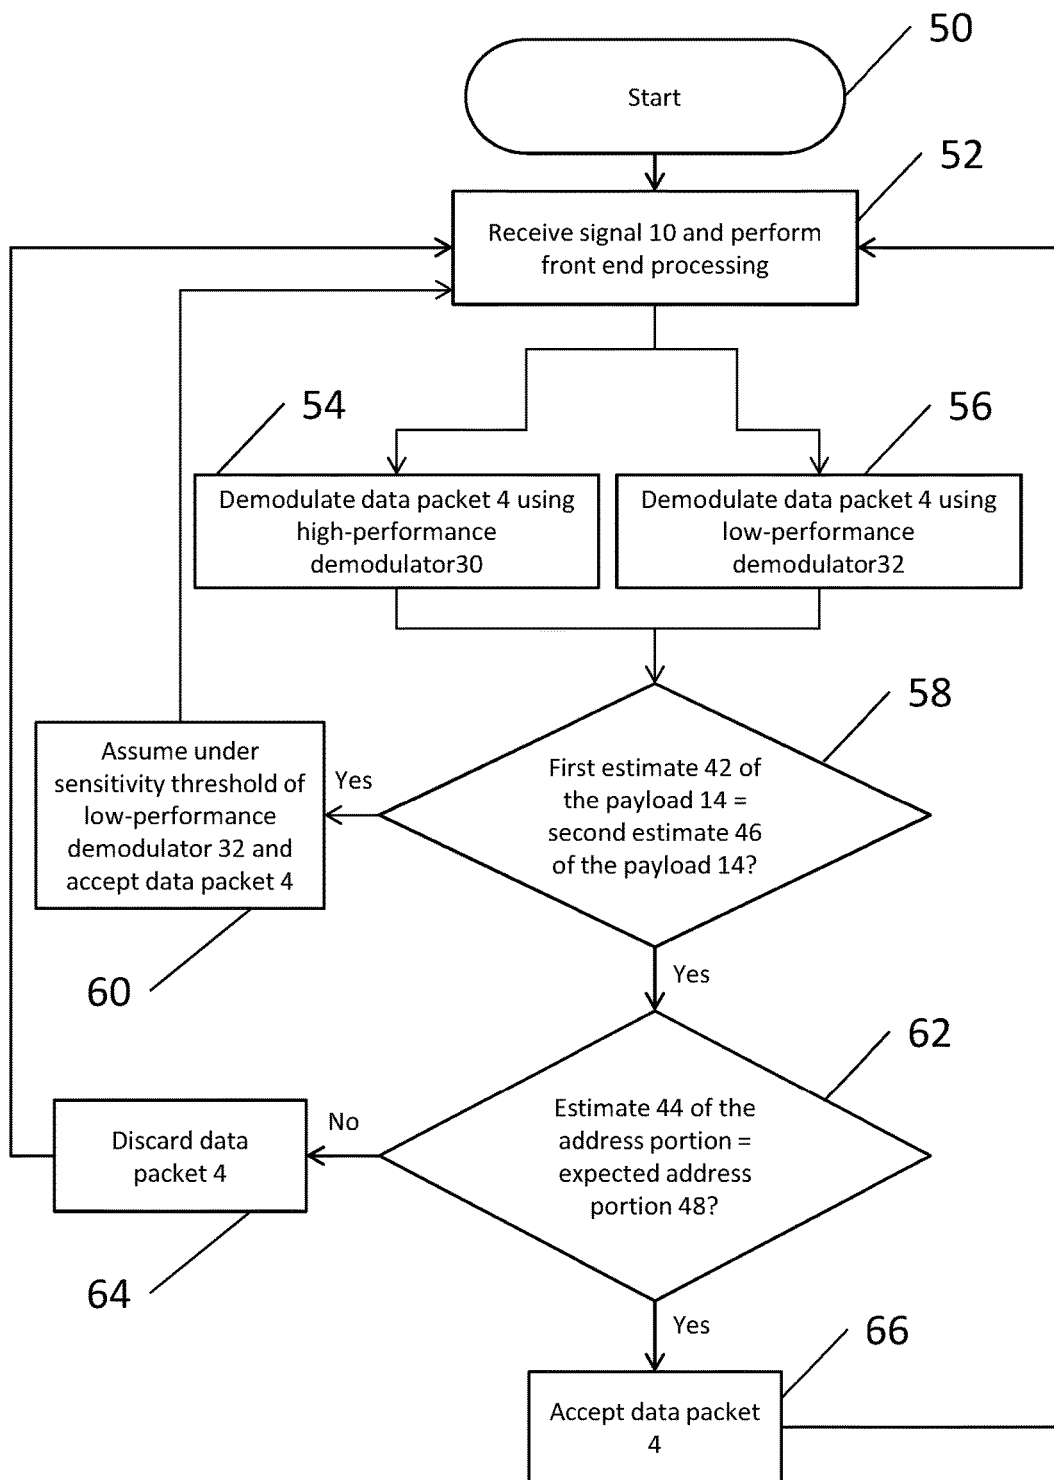 50
Start
52
Receive signal 10 and perform
front end processing
54
56
Demodulate data packet 4 using
high-performance
demodulator30
Demodulate data packet 4 using
low-performance
demodulator32
58
First estimate 42 of
the payload 14 =
second estimate 46
of the payload 14?
Yes
Assume under
sensitivity threshold of
low-performance
demodulator 32 and
accept data packet 4
60
Yes
62
Estimate 44 of the
address portion =
expected address
portion 48?
No
Discard data
packet 4
64
Yes
66
Accept data packet
4